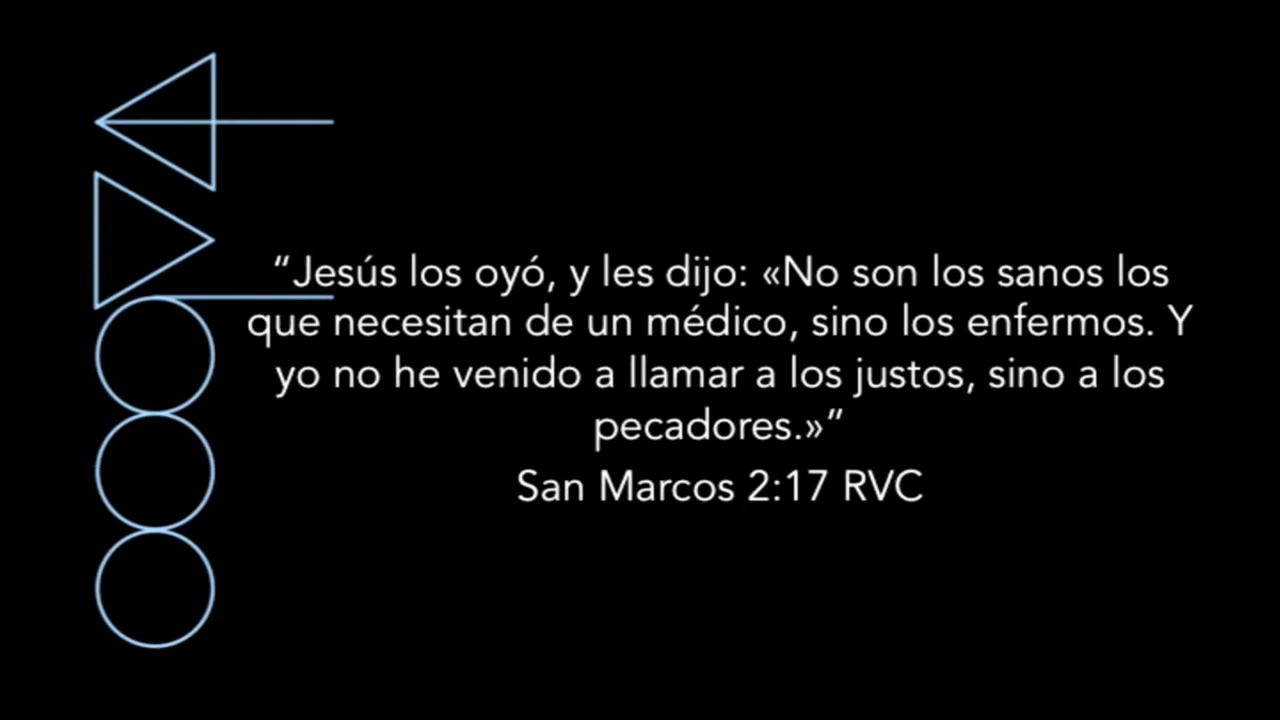 “Jesús los oyó, y les dijo: «No son los sanos los
que necesitan de un médico, sino los enfermos. Y
yo no he venido a llamar a los justos, sino a los
pecadores.»”
San Marcos 2:17 RVC